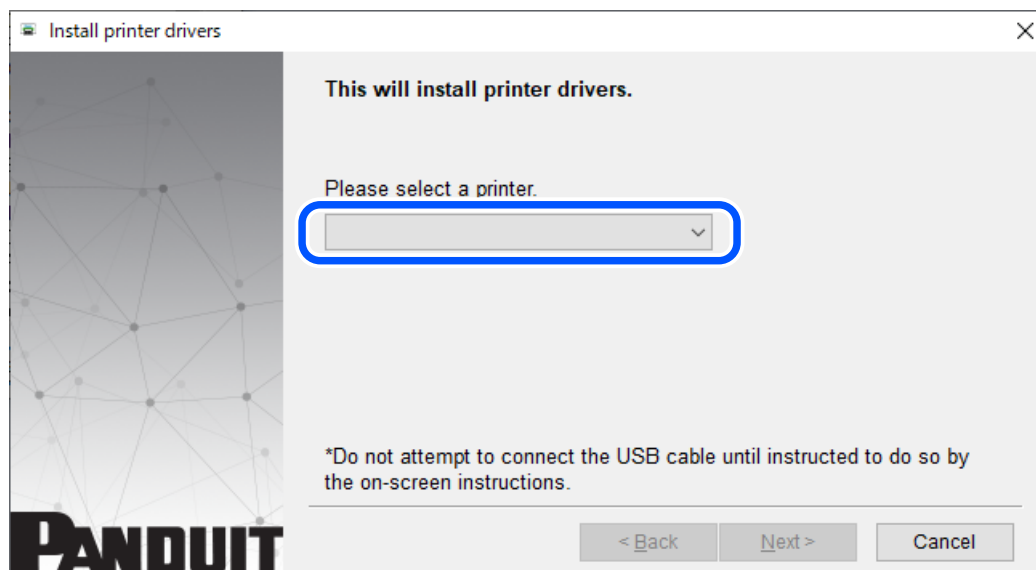 Install printer drivers
This will install printer drivers.
Please select a printer.
*Do not attempt to connect the USB cable until instructed to do so by
the on-screen instructions.
PANDUIT
< Back Next > Cancel